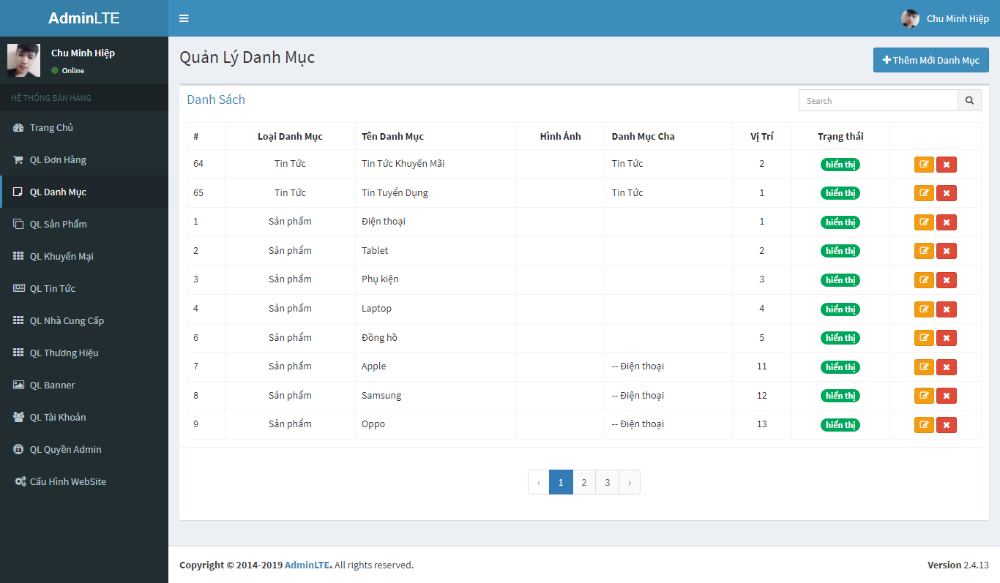 AdminLTE
Chu Minh Hiệp
Chu Minh Hiệp
Online
HỆ THỐNG BÁN HÀNG
Trang Chủ
QL Đơn Hàng
QL Danh Mục
QL Sản Phẩm
QL Khuyến Mại
QL Tin Tức
QL Nhà Cung Cấp
QL Thương Hiệu
QL Banner
QL Tài Khoản
QL Quyền Admin
Cấu Hình WebSite
Quản Lý Danh Mục
Thêm Mới Danh Mục
Danh Sách
Search
# Loại Danh Mục Tên Danh Mục Hình Ảnh Danh Mục Cha Vị Trí Trạng thái
64 Tin Tức Tin Tức Khuyến Mãi Tin Tức 2 hiển thị
65 Tin Tức Tin Tuyển Dụng Tin Tức 1 hiển thị
1 Sản phẩm Điện thoại 1 hiển thị
2 Sản phẩm Tablet 2 hiển thị
3 Sản phẩm Phụ kiện 3 hiển thị
4 Sản phẩm Laptop 4 hiển thị
6 Sản phẩm Đồng hồ 5 hiển thị
7 Sản phẩm Apple -- Điện thoại 11 hiển thị
8 Sản phẩm Samsung -- Điện thoại 12 hiển thị
9 Sản phẩm Oppo -- Điện thoại 13 hiển thị
‹ 1 2 3 ›
Copyright © 2014-2019 AdminLTE. All rights reserved.
Version 2.4.13